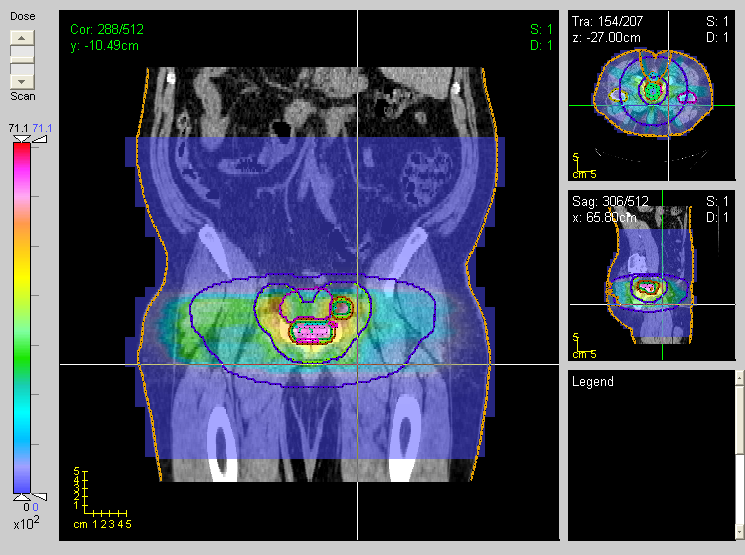 Dose
Scan
71.1 71.1
0 0
x10²
Cor: 288/512
y: -10.49cm
S: 1
D: 1
5
4
3
2
1
cm 1 2 3 4 5
Tra: 154/207
z: -27.00cm
S: 1
D: 1
5
cm 5
Sag: 306/512
x: 65.80cm
S: 1
D: 1
5
cm 5
Legend